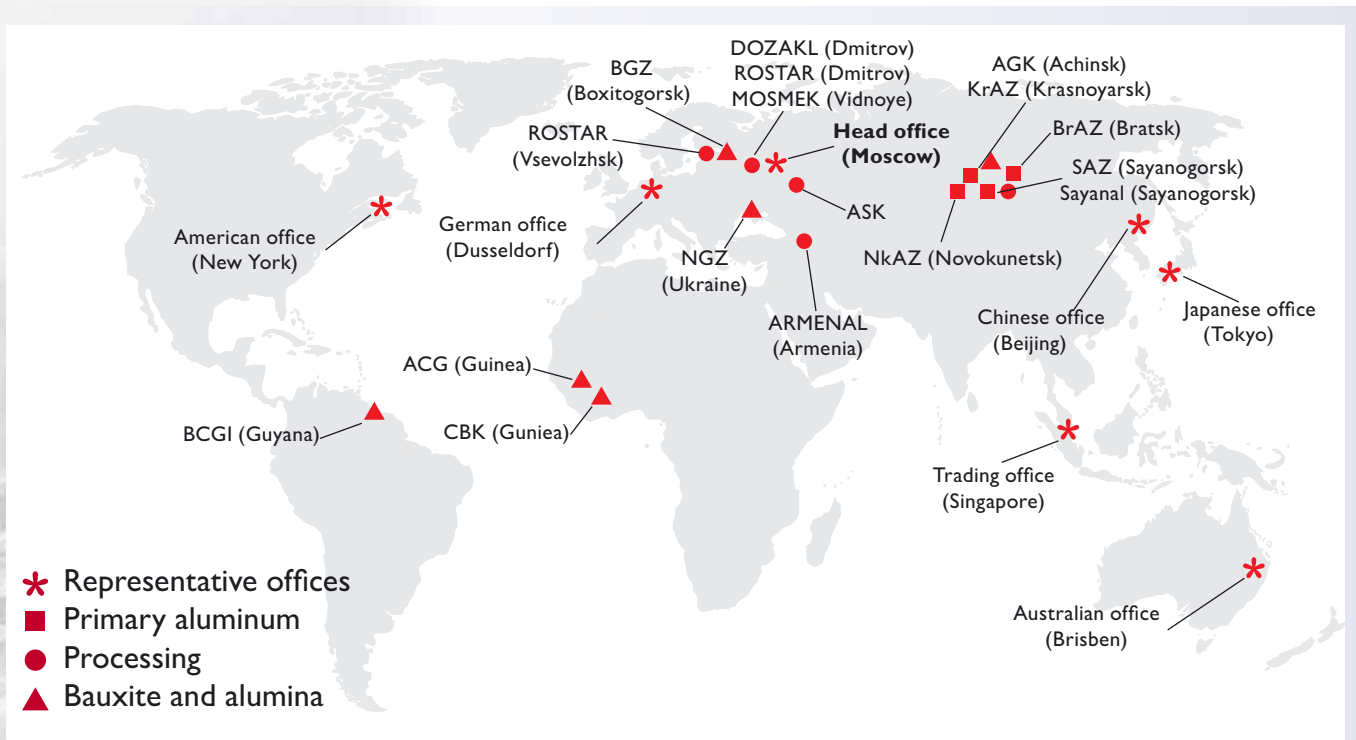 DOZAKL (Dmitrov)
ROSTAR (Dmitrov)
MOSMEK (Vidnoye)
BGZ
(Boxitogorsk)
AGK (Achinsk)
KrAZ (Krasnoyarsk)
ROSTAR
(Vsevolzhsk)
Head office
(Moscow)
BrAZ (Bratsk)
SAZ (Sayanogorsk)
Sayanal (Sayanogorsk)
ASK
German office
(Dusseldorf)
American office
(New York)
NGZ
(Ukraine)
NkAZ (Novokunetsk)
ARMENAL
(Armenia)
Chinese office
(Beijing)
Japanese office
(Tokyo)
ACG (Guinea)
BCGI (Guyana)
CBK (Guniea)
Trading office
(Singapore)
Australian office
(Brisben)
Representative offices
Primary aluminum
Processing
Bauxite and alumina